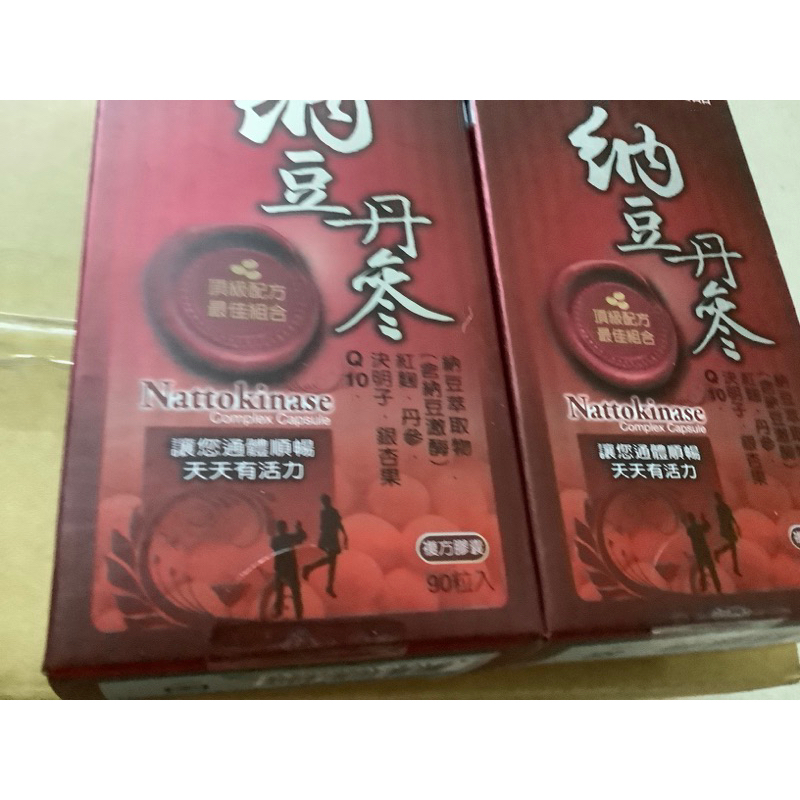 納豆丹參
頂級配方
最佳組合
Nattokinase
Complex Capsule
納豆萃取物．
(含納豆激酶)
紅麴．丹參．
決明子．銀杏果
Q10．
讓您通體順暢
天天有活力
複方膠囊
90粒入
納豆丹參
頂級配方
最佳組合
Nattokinase
Complex Capsule
紅麴．丹參．
決明子．銀杏果
Q10．
讓您通體順暢
天天有活力